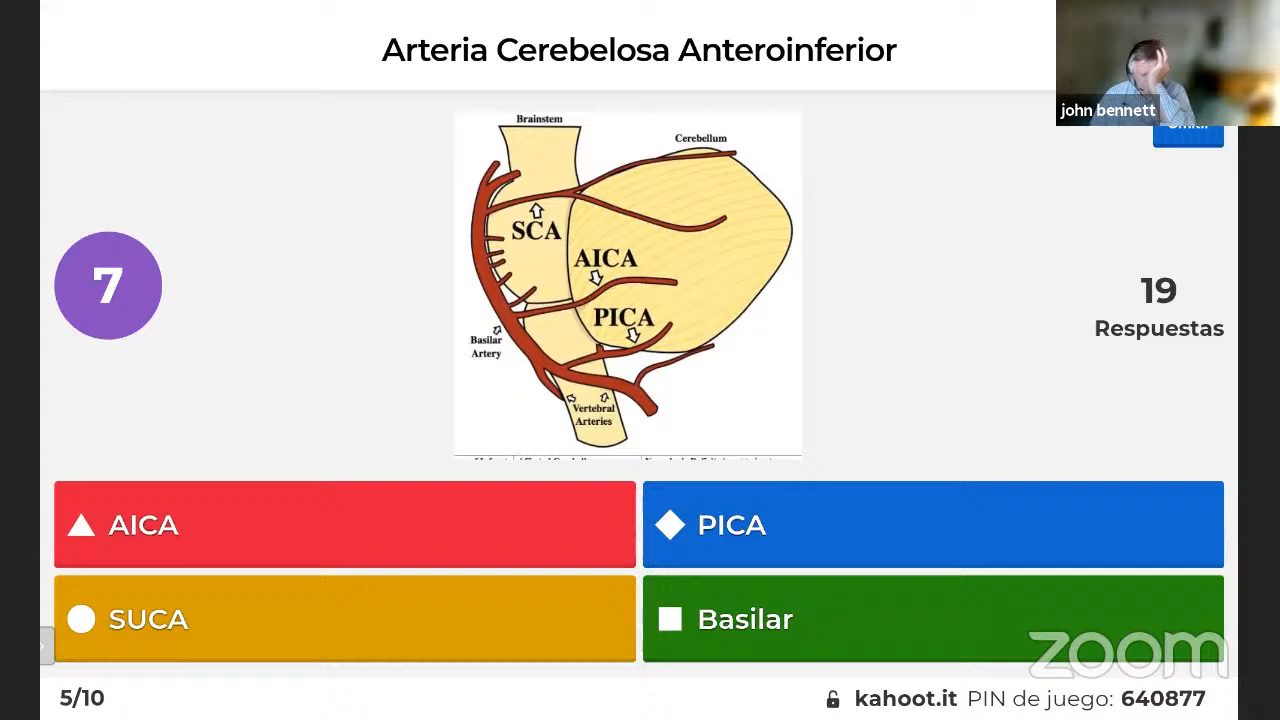 Arteria Cerebelosa Anteroinferior
john bennett
Brainstem
Cerebellum
SCA
AICA
PICA
Basilar
Artery
Vertebral
Arteries
7
19
Respuestas
AICA
PICA
SUCA
Basilar
zoom
5/10
kahoot.it PIN de juego: 640877